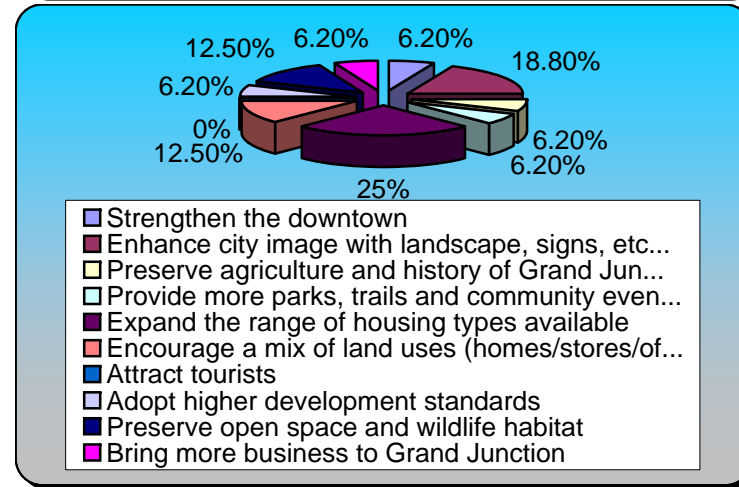 12.50%
6.20%
6.20%
18.80%
6.20%
0%
12.50%
6.20%
6.20%
25%
Strengthen the downtown
Enhance city image with landscape, signs, etc...
Preserve agriculture and history of Grand Jun...
Provide more parks, trails and community even...
Expand the range of housing types available
Encourage a mix of land uses (homes/stores/of...
Attract tourists
Adopt higher development standards
Preserve open space and wildlife habitat
Bring more business to Grand Junction